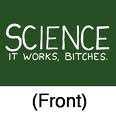 SCIENCE
IT WORKS, BITCHES.
(Front)